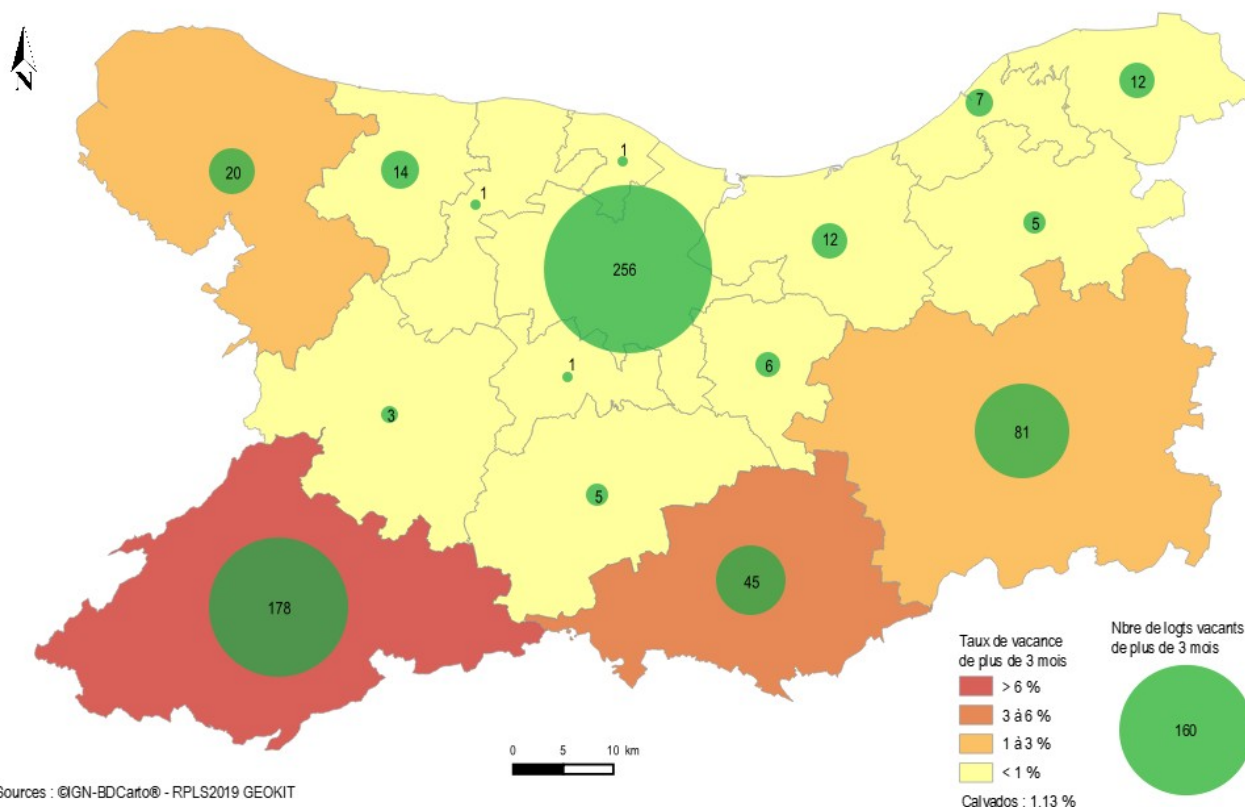 N
12
7
1
20
14
1
5
12
256
6
1
3
81
5
45
178
Taux de vacance
de plus de 3 mois
> 6 %
3 à 6 %
1 à 3 %
< 1 %
Calvados : 1,13 %
Nbre de logts vacants
de plus de 3 mois
160
0 5 10 km
Sources : ©IGN-BDCarto® - RPLS2019 GEOKIT